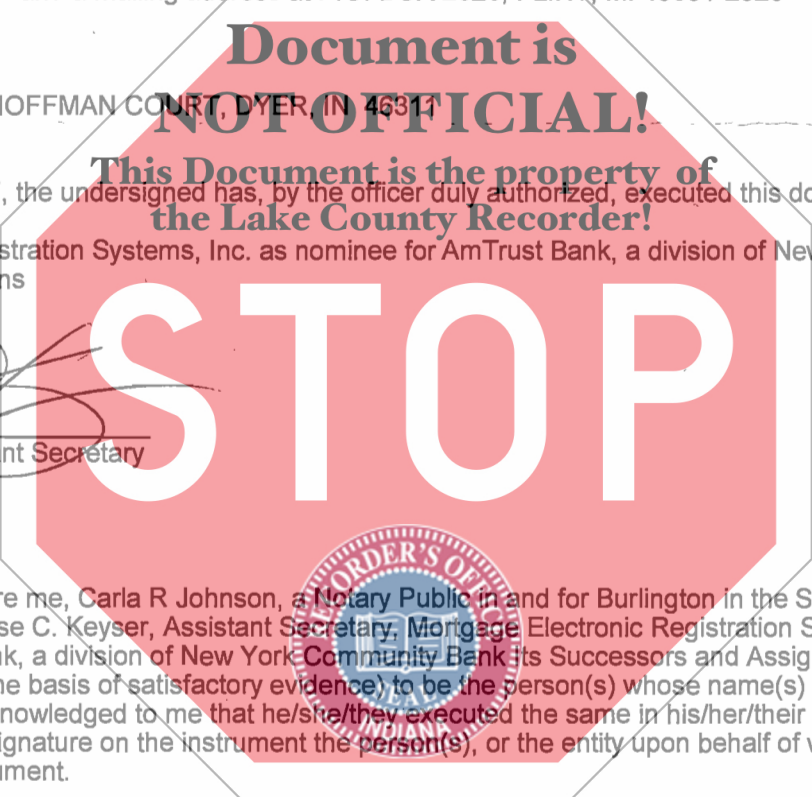 Document is
HOFFMAN COURT, DYER, IN 46311
NOT OFFICIAL!
This Document is the property of
, the undersigned has, by the officer duly authorized, executed this do
the Lake County Recorder!
stration Systems, Inc. as nominee for AmTrust Bank, a division of New
ns
STOP
nt Secretary
RECORDER'S OFFICE
re me, Carla R Johnson, a Notary Public in and for Burlington in the S
se C. Keyser, Assistant Secretary, Mortgage Electronic Registration S
nk, a division of New York Community Bank Its Successors and Assig
ne basis of satisfactory evidence) to be the person(s) whose name(s)
knowledged to me that he/she/they executed the same in his/her/their
SEAL
ignature on the instrument the person(s), or the entity upon behalf of w
INDIANA
ument.